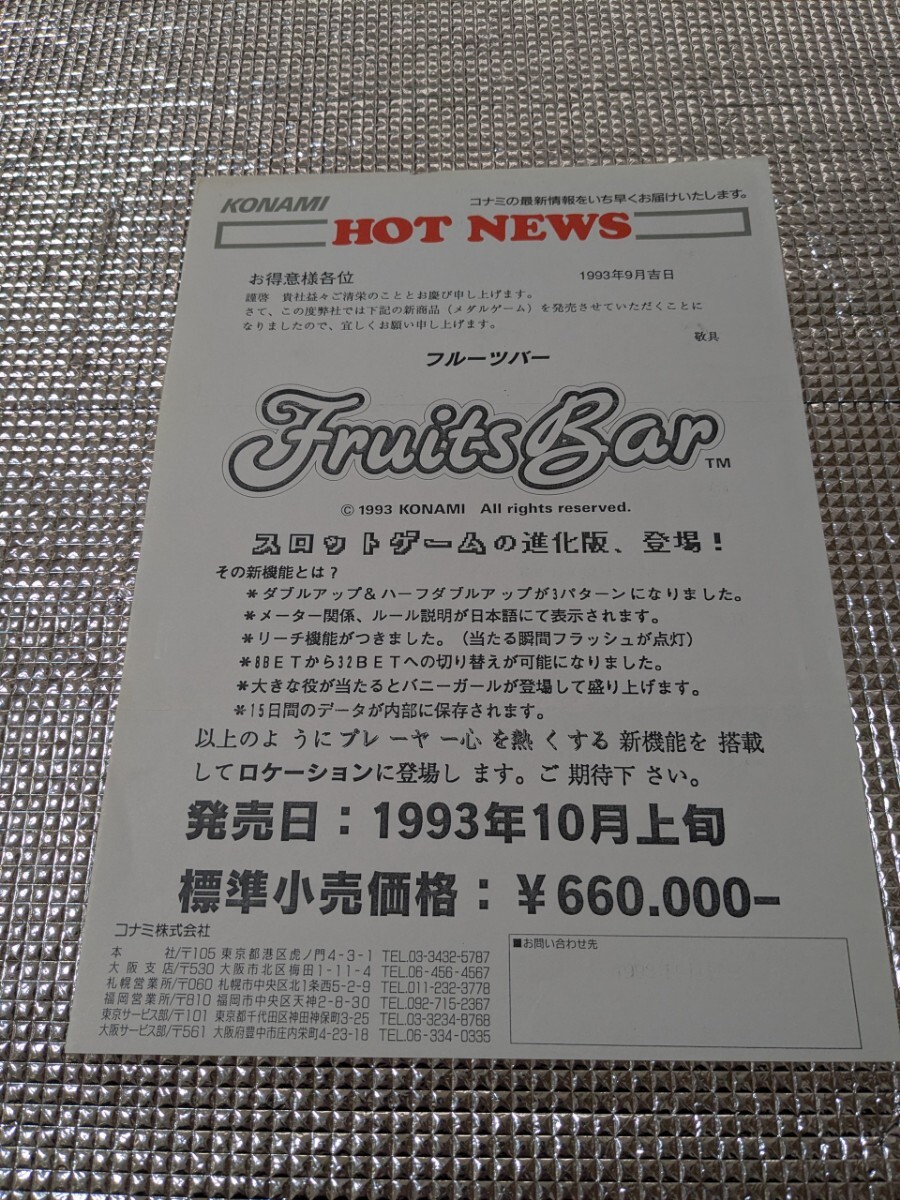 KONAMI
コナミの最新情報をいち早くお届けいたします。
HOT NEWS
お得意様各位
1993年9月吉日
謹啓 貴社益々ご清栄のこととお慶び申し上げます。
さて、この度弊社では下記の新商品（メダルゲーム）を発売させていただくことに
なりましたので、宜しくお願い申し上げます。
敬具
フルーツバー
Fruits Bar TM
© 1993 KONAMI All rights reserved.
スロットゲームの進化版、登場！
その新機能とは？
＊ダブルアップ＆ハーフダブルアップが3パターンになりました。
＊メーター関係、ルール説明が日本語にて表示されます。
＊リーチ機能がつきました。（当たる瞬間フラッシュが点灯）
＊8BETから32BETへの切り替えが可能になりました。
＊大きな役が当たるとバニーガールが登場して盛り上げます。
＊15日間のデータが内部に保存されます。
以上のようにプレーヤー心を熱くする新機能を搭載
してロケーションに登場します。ご期待下さい。
発売日：1993年10月上旬
標準小売価格：￥660.000-
コナミ株式会社
本社/〒105 東京都港区虎ノ門4-3-1 TEL.03-3432-5787
大阪支店/〒530 大阪市北区梅田1-11-4 TEL.06-456-4567
札幌営業所/〒060 札幌市中央区北1条西5-2-9 TEL.011-232-3778
福岡営業所/〒810 福岡市中央区天神2-8-30 TEL.092-715-2367
東京サービス部/〒101 東京都千代田区神田神保町3-25 TEL.03-3234-8768
大阪サービス部/〒561 大阪府豊中市庄内栄町4-23-18 TEL.06-334-0335
■お問い合わせ先